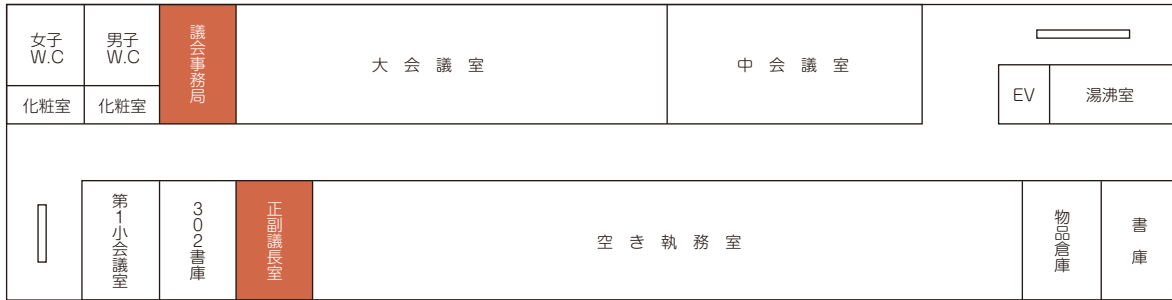 女子
W.C
男子
W.C
議会事務局
大会議室
中会議室
化粧室
化粧室
EV
湯沸室
第1小会議室
302書庫
正副議長室
空き執務室
物品倉庫
書庫